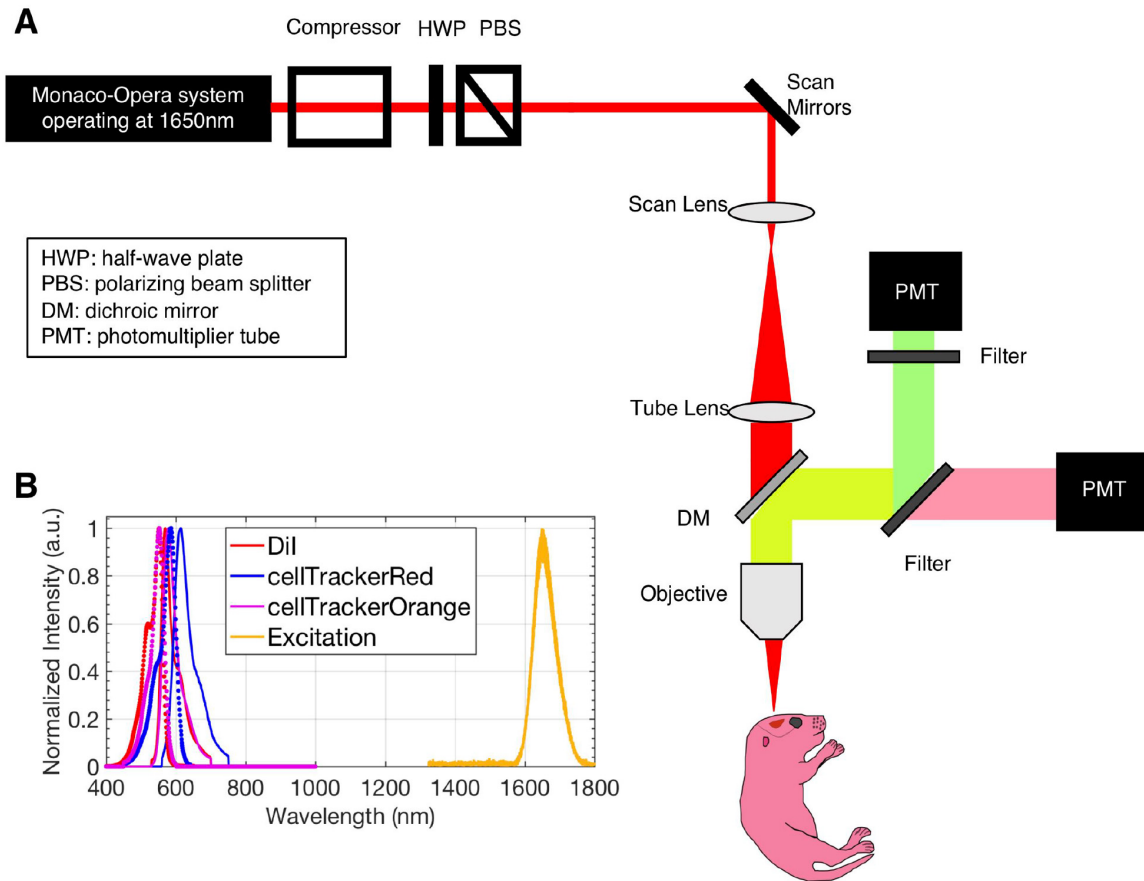 A
Compressor
HWP
PBS
Monaco-Opera system
operating at 1650nm
Scan
Mirrors
Scan Lens
HWP: half-wave plate
PBS: polarizing beam splitter
DM: dichroic mirror
PMT: photomultiplier tube
PMT
Filter
Tube Lens
PMT
DM
Filter
Objective
B
Normalized Intensity (a.u.)
1
0.8
0.6
0.4
0.2
0
DiI
cellTrackerRed
cellTrackerOrange
Excitation
400
600
800
1000
1200
1400
1600
1800
Wavelength (nm)